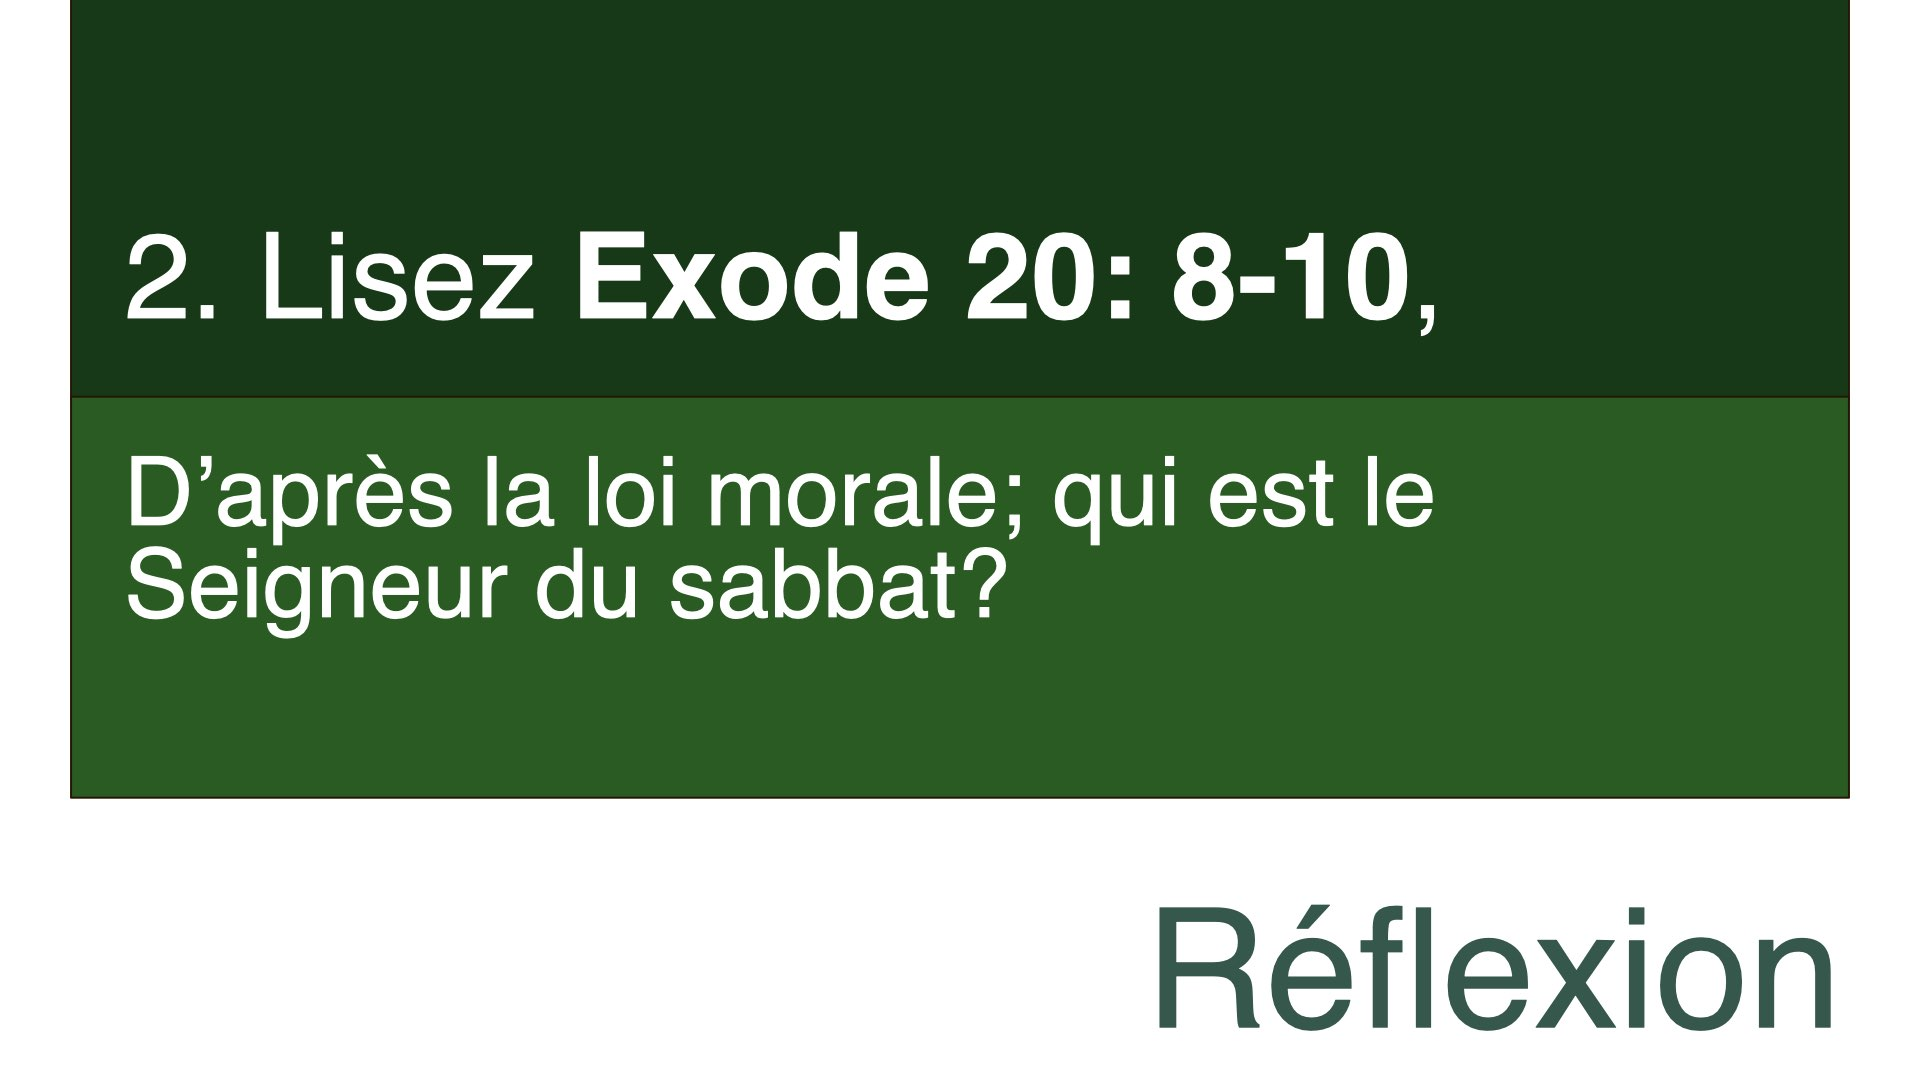 2. Lisez Exode 20: 8-10,
D’après la loi morale; qui est le
Seigneur du sabbat?
Réflexion